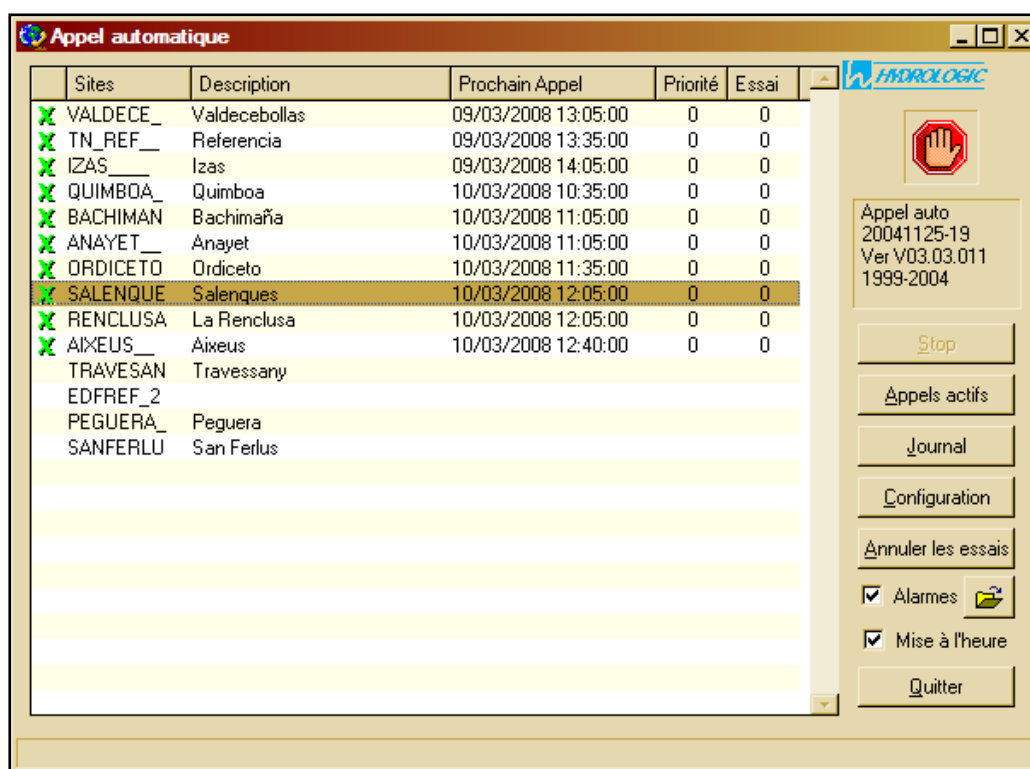 Appel automatique
Sites Description Prochain Appel Priorité Essai
VALDECE_ Valdecebollas 09/03/2008 13:05:00 0 0
TN_REF__ Referencia 09/03/2008 13:35:00 0 0
IZAS____ Izas 09/03/2008 14:05:00 0 0
QUIMBOA_ Quimboa 10/03/2008 10:35:00 0 0
BACHIMAN Bachimaña 10/03/2008 11:05:00 0 0
ANAYET__ Anayet 10/03/2008 11:05:00 0 0
ORDICETO Ordiceto 10/03/2008 11:35:00 0 0
SALENQUE Salenques 10/03/2008 12:05:00 0 0
RENCLUSA La Renclusa 10/03/2008 12:05:00 0 0
AIXEUS__ Aixeus 10/03/2008 12:40:00 0 0
TRAVESAN Travessany
EDFREF_2
PEGUERA_ Peguera
SANFERLU San Ferlus
HYDROLOGIC
Appel auto
20041125-19
Ver V03.03.011
1999-2004
Stop
Appels actifs
Journal
Configuration
Annuler les essais
Alarmes
Mise à l'heure
Quitter